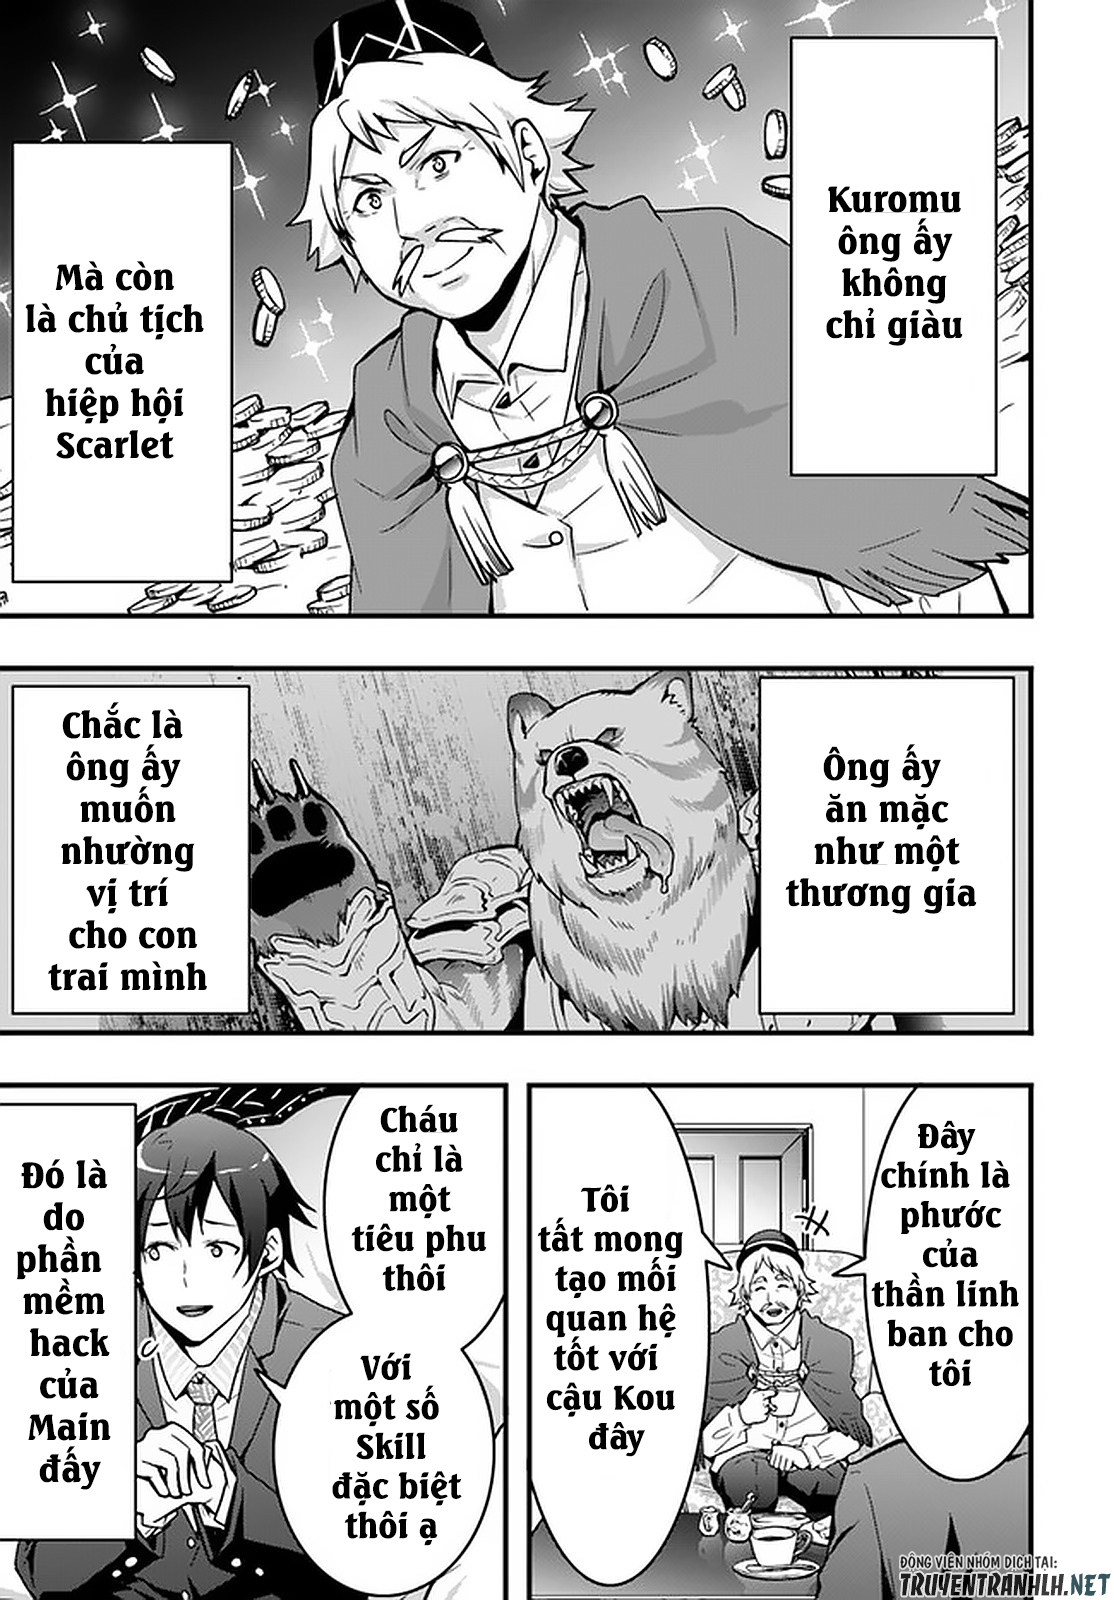 Kuromu
ông ấy
không
chỉ giàu
Mà còn
là chủ tịch
của
hiệp hội
Scarlet
Ông ấy
ăn mặc
như một
thương gia
Chắc là
ông ấy
muốn
nhường
vị trí
cho con
trai mình
Đây
chính là
phước
của
thần linh
ban cho
tôi
Tôi
tất mong
tạo mối
quan hệ
tốt với
cậu Kou
đây
Cháu
chỉ là
một
tiêu phu
thôi
Với
một số
Skill
đặc biệt
thôi ạ
Đó là
do
phần
mềm
hack
của
Main
đấy
ĐỘNG VIÊN NHÓM DỊCH TẠI:
TRUYENTRANHLH.NET